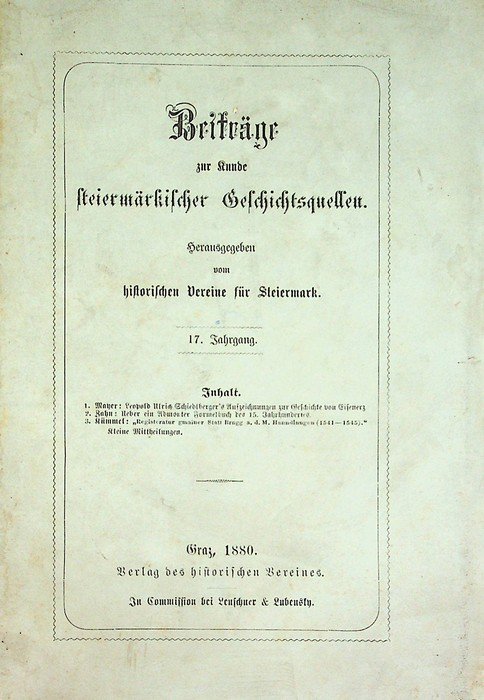 Beiträge
zur Kunde
steiermärkischer Geschichtsquellen.
Herausgegeben
vom
historischen Vereine für Steiermark.
17. Jahrgang.
Inhalt.
1. Mayer: Leopold Ulrich Schiedlberger's Aufzeichnungen zur Geschichte von Eisenerz
2. Zahn: Ueber ein Admonter Formelbuch des 15. Jahrhundertes.
3. Kümmel: „Registeratur gmainer Statt Brugg a. d. M. Hanndlungen (1541—1545).“
Kleine Mittheilungen.
Graz, 1880.
Verlag des historischen Vereines.
In Commission bei Leuschner & Lubensky.